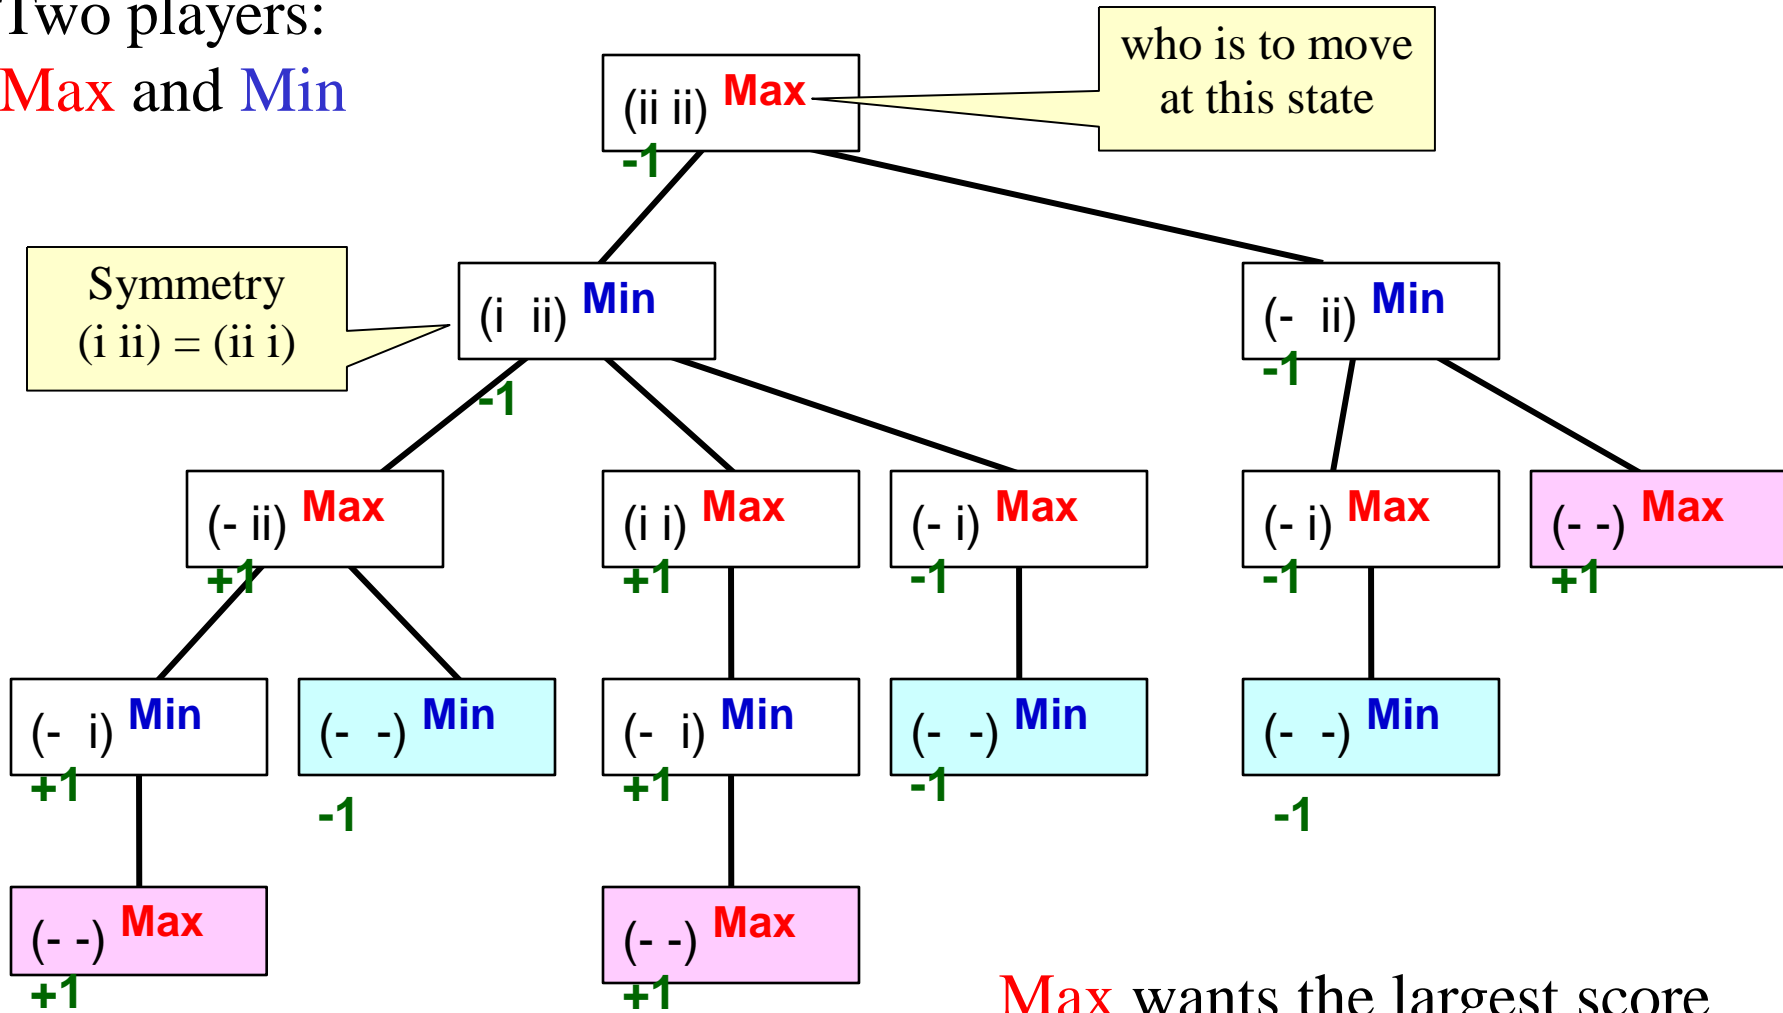 Two players:
Max and Min
who is to move
at this state
(ii ii) Max
-1
Symmetry
(i ii) = (ii i)
(i ii) Min
-1
(- ii) Min
-1
(- ii) Max
+1
(i i) Max
+1
(- i) Max
-1
(- i) Max
-1
(- -) Max
+1
(- i) Min
+1
(- -) Min
-1
(- i) Min
+1
(- -) Min
-1
(- -) Min
-1
(- -) Max
+1
(- -) Max
+1
Max wants the largest score